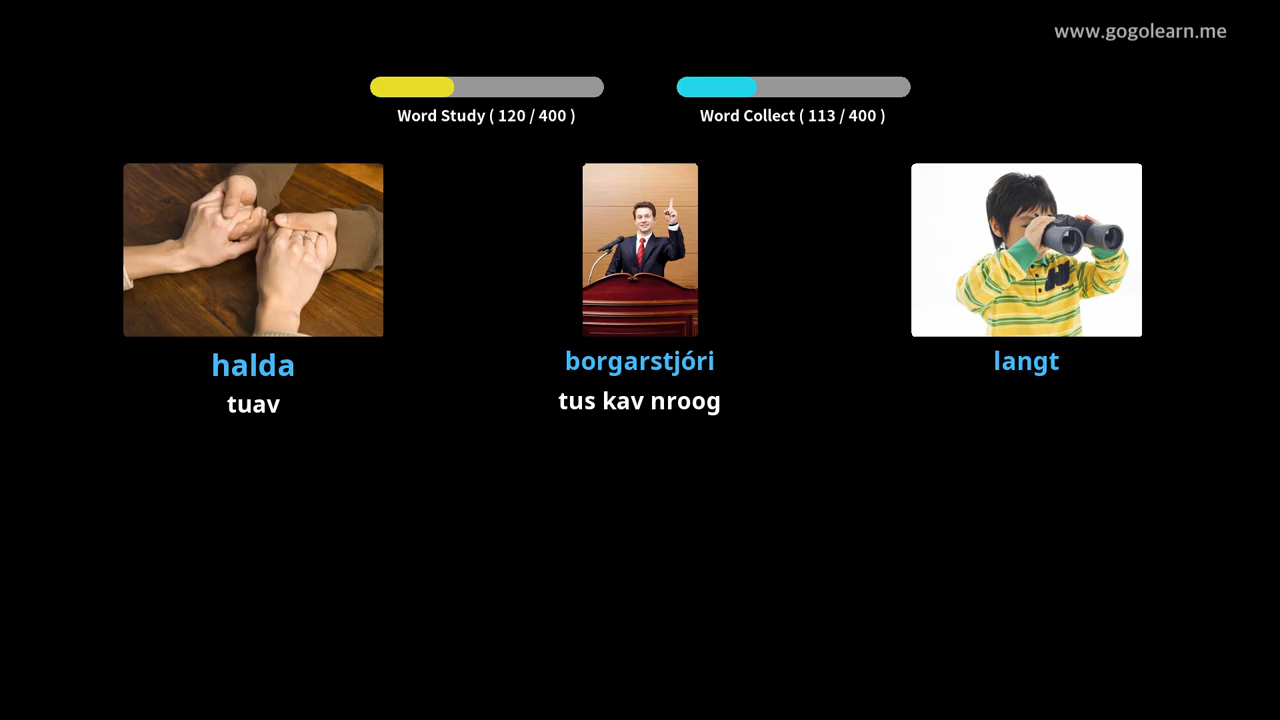 www.gogolearn.me
Word Study ( 120 / 400 )
Word Collect ( 113 / 400 )
halda
borgarstjóri
langt
tuav
tus kav nroog